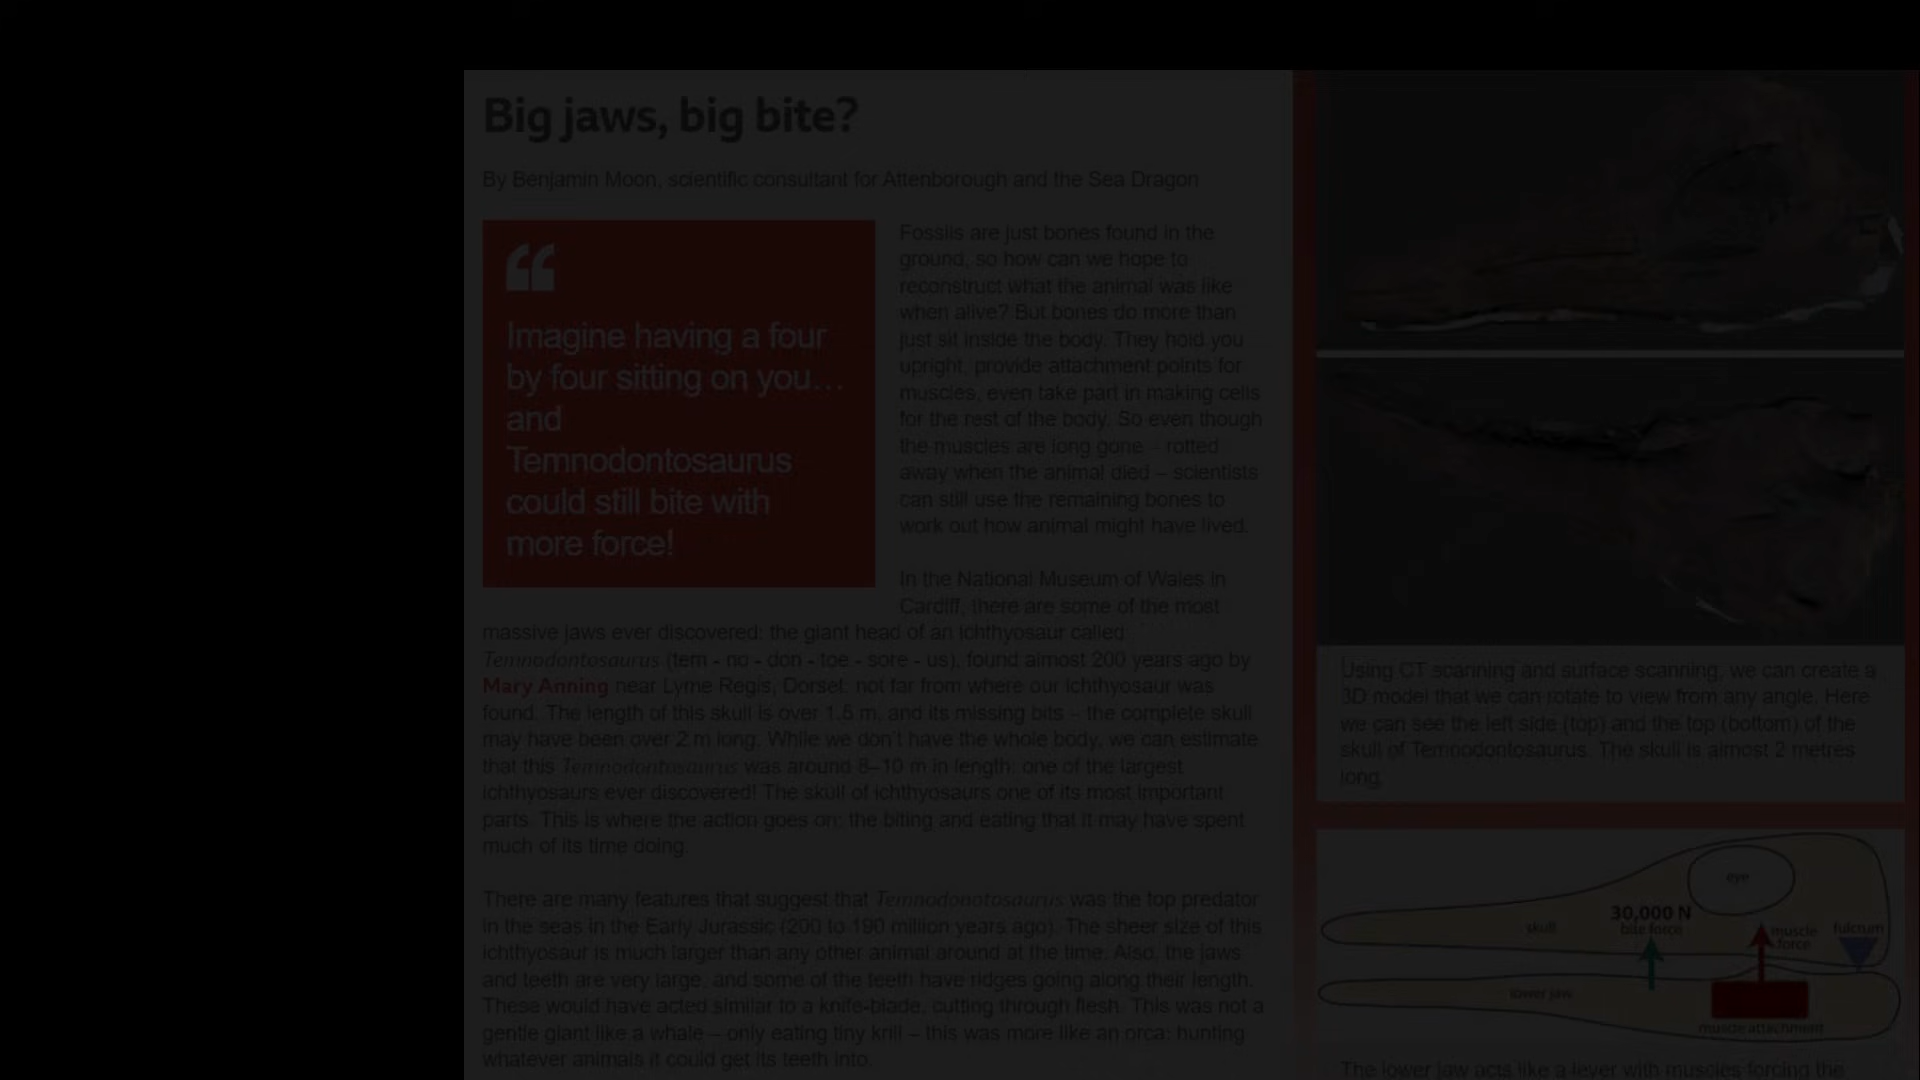 Big jaws, big bite?
By Benjamin Moon, scientific consultant for Attenborough and the Sea Dragon
“
Imagine having a four
by four sitting on you…
and
Temnodontosaurus
could still bite with
more force!
Fossils are just bones found in the
ground, so how can we hope to
reconstruct what the animal was like
when alive? But bones do more than
just sit inside the body. They hold you
upright, provide attachment points for
muscles, even take part in making cells
for the rest of the body. So even though
the muscles are long gone – rotted
away when the animal died – scientists
can still use the remaining bones to
work out how animal might have lived.
In the National Museum of Wales in
Cardiff, there are some of the most
massive jaws ever discovered: the giant head of an ichthyosaur called
Temnodontosaurus (tem - no - don - toe - sore - us), found almost 200 years ago by
Mary Anning near Lyme Regis, Dorset, not far from where our ichthyosaur was
found. The length of this skull is over 1.5 m, and its missing bits – the complete skull
may have been over 2 m long. While we don't have the whole body, we can estimate
that this Temnodontosaurus was around 8–10 m in length: one of the largest
ichthyosaurs ever discovered! The skull of ichthyosaurs one of its most important
parts. This is where the action goes on: the biting and eating that it may have spent
much of its time doing.
There are many features that suggest that Temnodonotosaurus was the top predator
in the seas in the Early Jurassic (200 to 190 million years ago). The sheer size of this
ichthyosaur is much larger than any other animal around at the time. Also, the jaws
and teeth are very large, and some of the teeth have ridges going along their length.
These would have acted similar to a knife-blade, cutting through flesh. This was not a
gentle giant like a whale – only eating tiny krill – this was more like an orca: hunting
whatever animals it could get its teeth into.
Using CT scanning and surface scanning, we can create a
3D model that we can rotate to view from any angle. Here
we can see the left side (top) and the top (bottom) of the
skull of Temnodontosaurus. The skull is almost 2 metres
long.
eye
30,000 N
bite force
skull
muscle
force
fulcrum
lower jaw
muscle attachment
The lower jaw acts like a lever with muscles forcing the